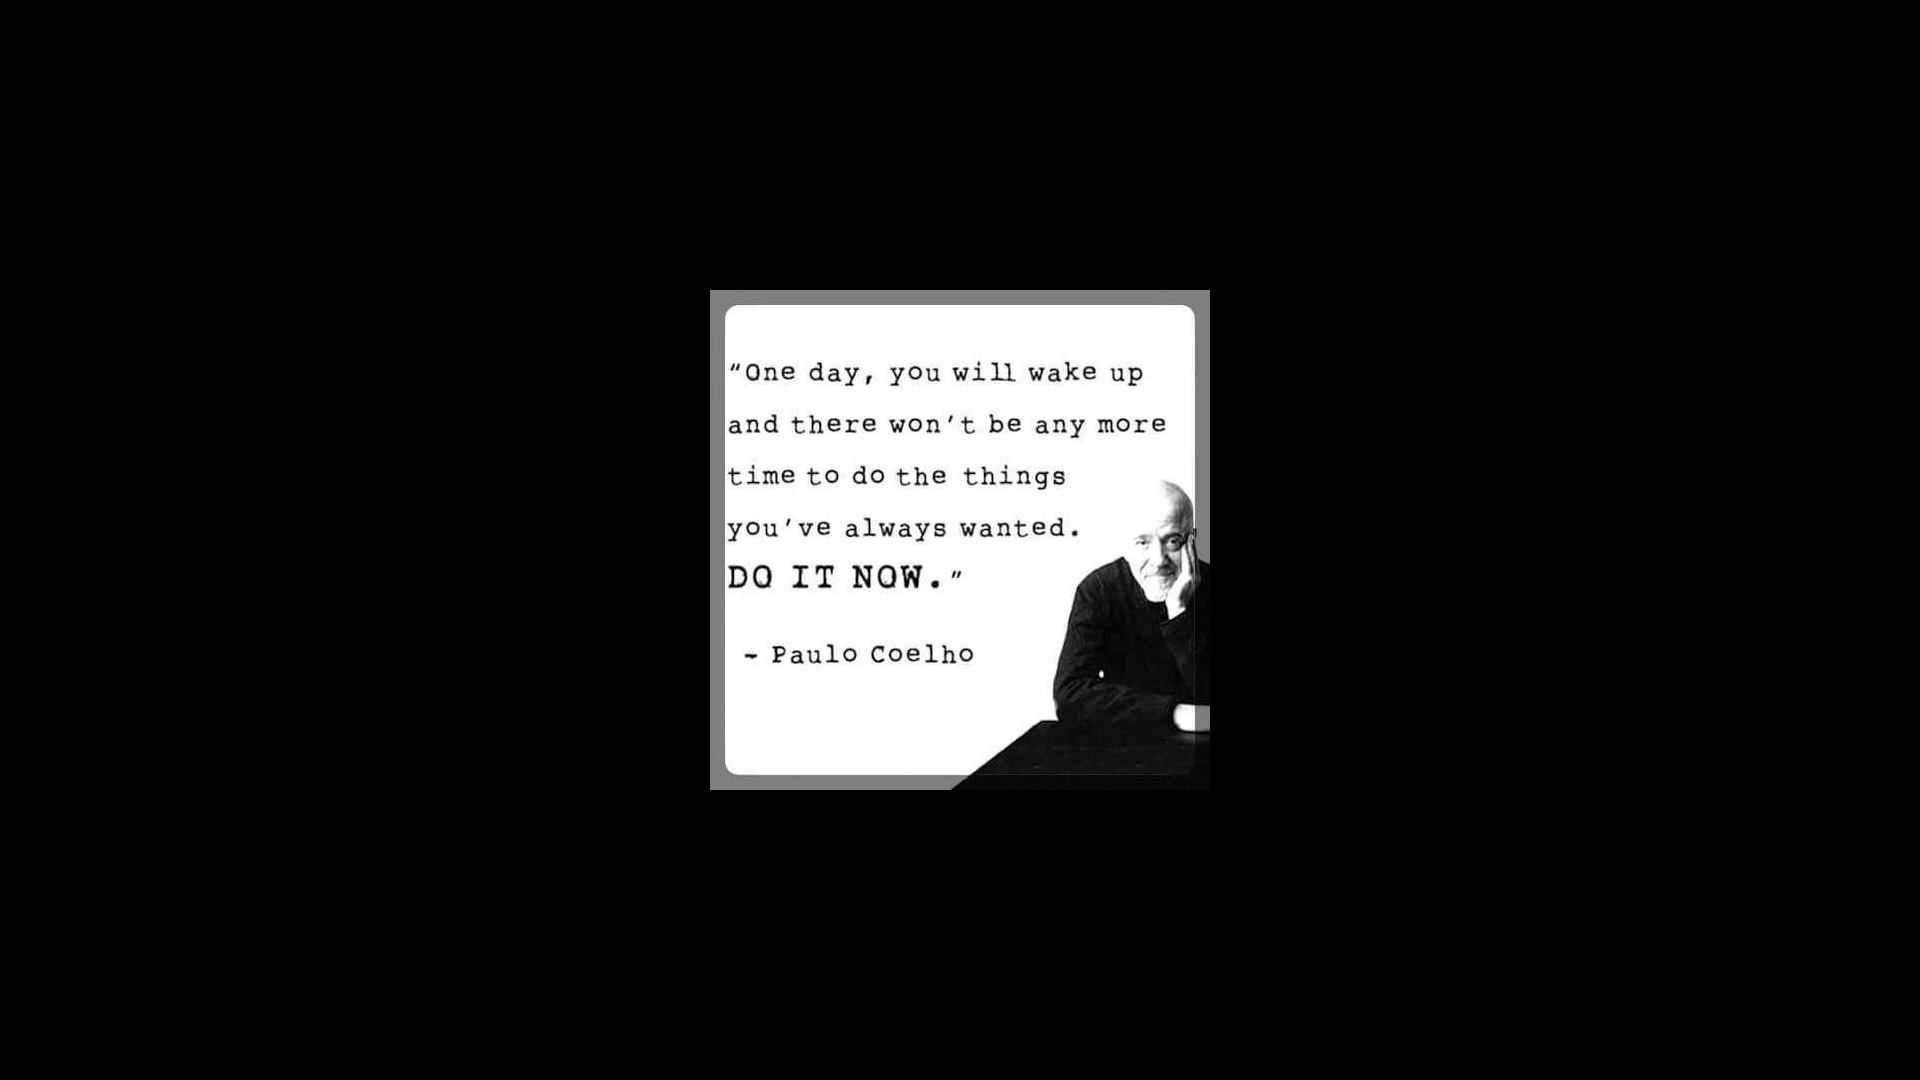 “One day, you will wake up
and there won’t be any more
time to do the things
you’ve always wanted.
DO IT NOW.”
~ Paulo Coelho